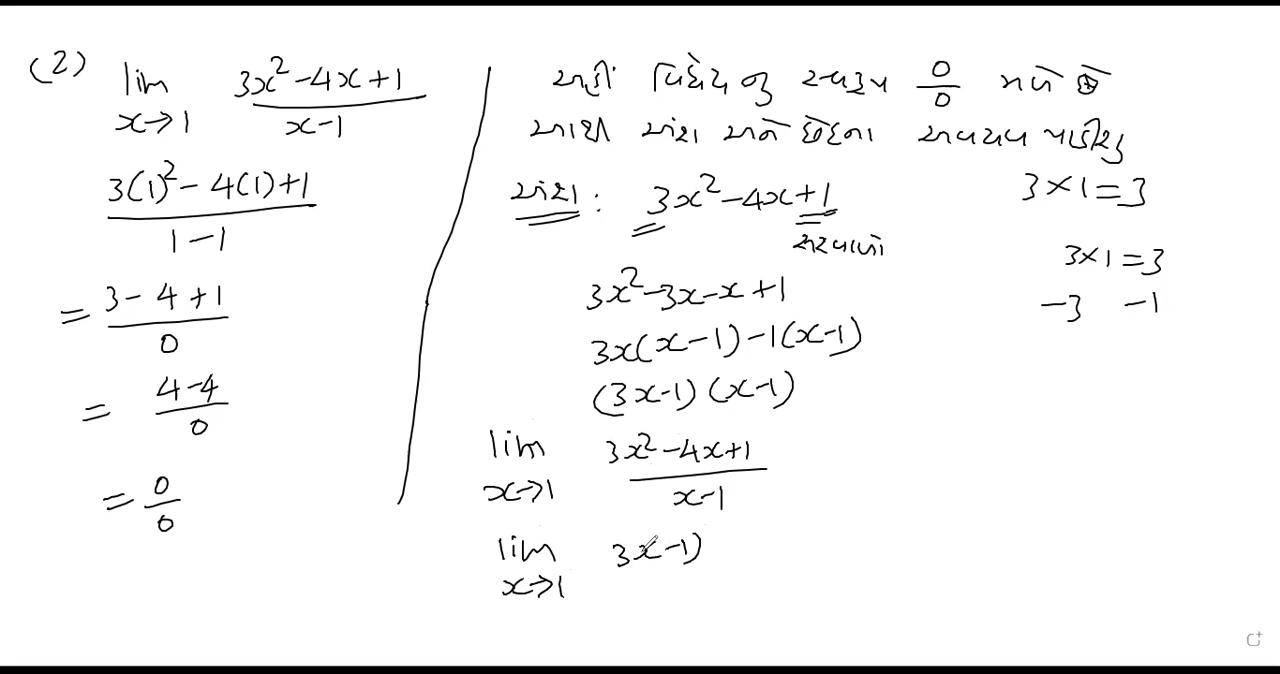 (2) lim x→1 3x²-4x+1 / x-1
3(1)²-4(1)+1 / 1-1
= 3-4+1 / 0
= 4-4 / 0
= 0/0
અહીં વિધેય નું સ્વરૂપ 0/0 મળે છે
આથી અંશ અને છેદના અવયવ પાડીશું
અંશ : 3x²-4x+1
3×1=3
3×1=3
-3 -1
3x²-3x-x+1
3x(x-1)-1(x-1)
(3x-1)(x-1)
lim x→1 3x²-4x+1 / x-1
lim x→1 3x-1)